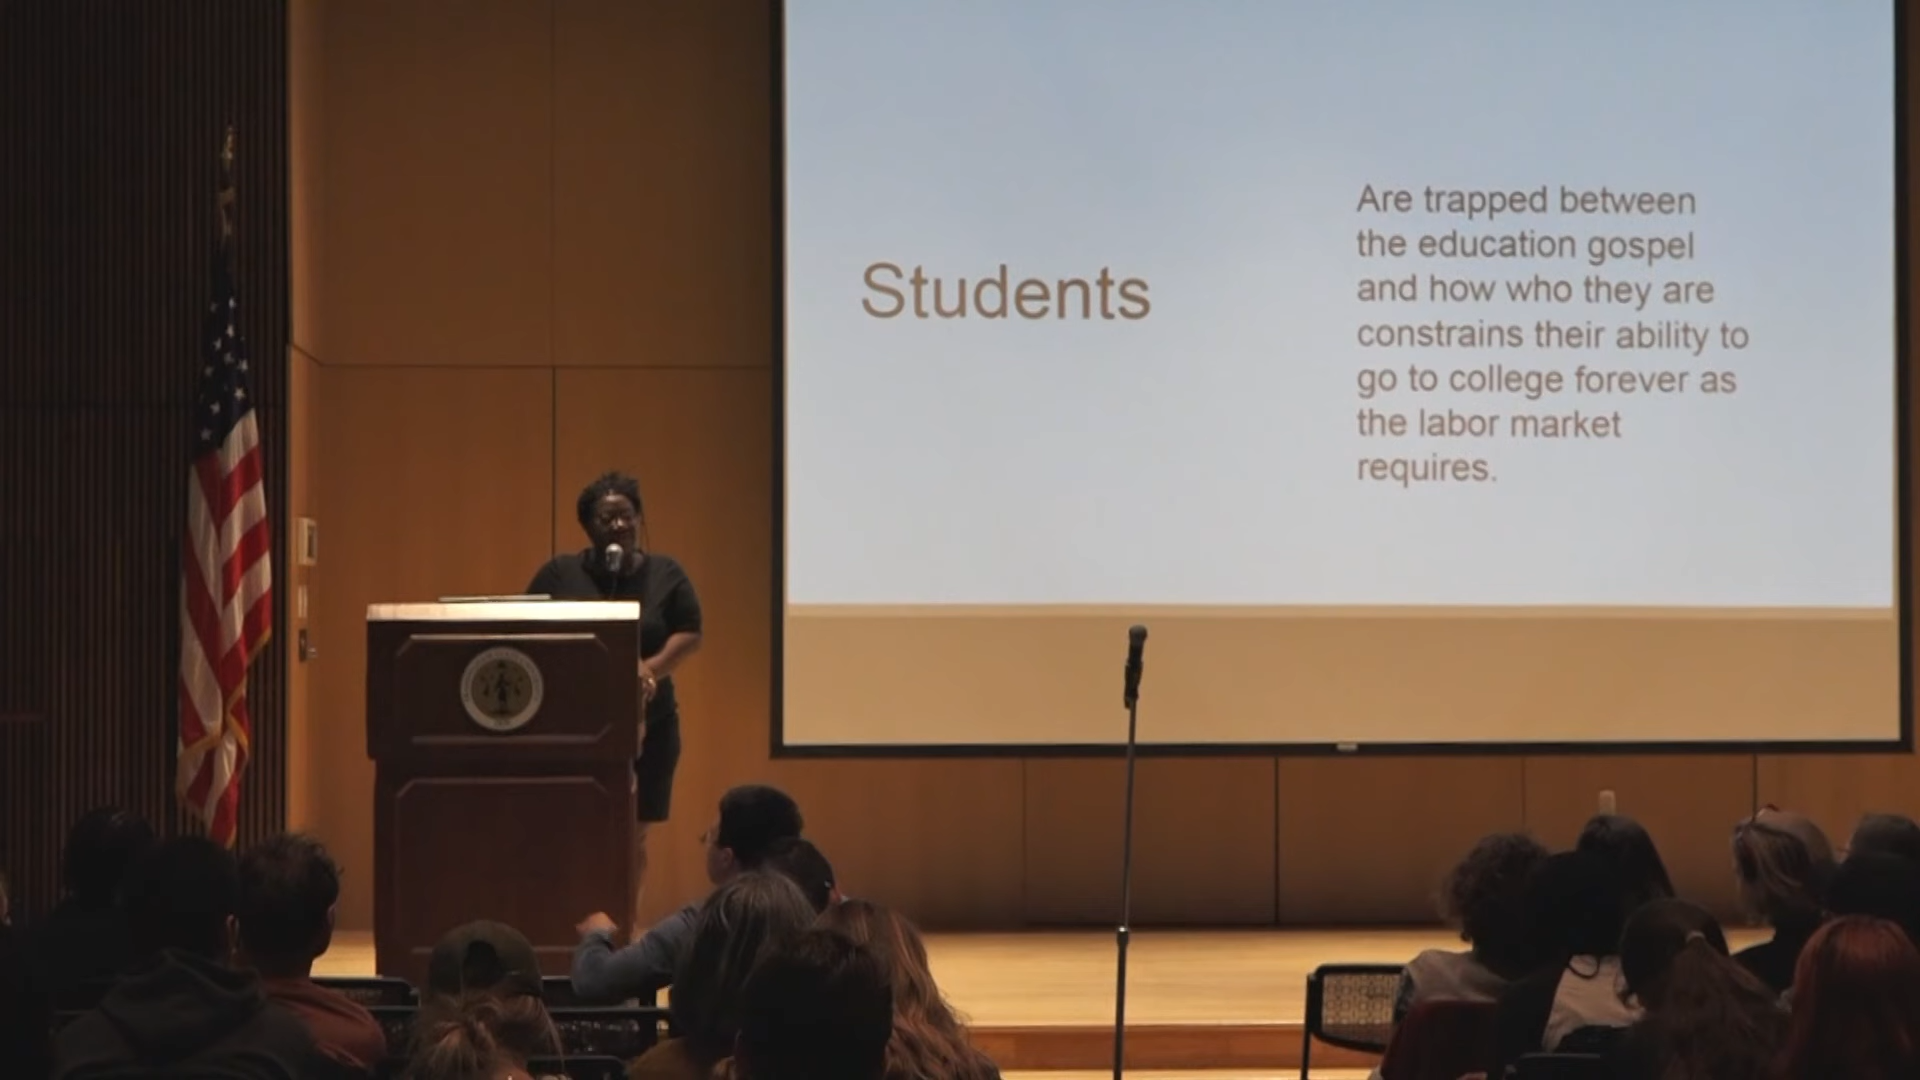 Students
Are trapped between
the education gospel
and how who they are
constrains their ability to
go to college forever as
the labor market
requires.